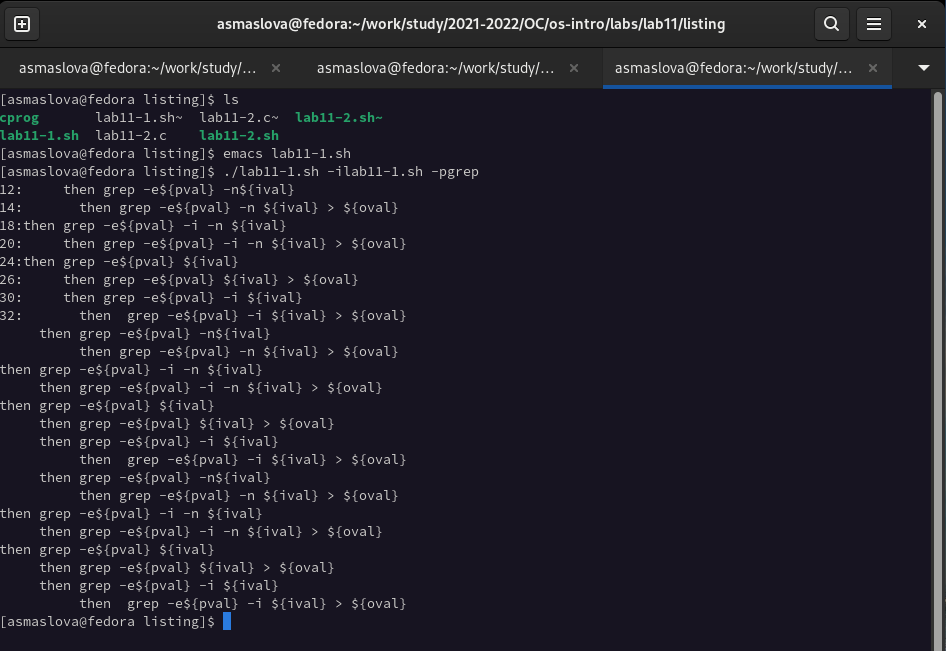 asmaslova@fedora:~/work/study/2021-2022/OC/os-intro/labs/lab11/listing
asmaslova@fedora:~/work/study/... × asmaslova@fedora:~/work/study/... × asmaslova@fedora:~/work/study/... ×
[asmaslova@fedora listing]$ ls
cprog       lab11-1.sh~  lab11-2.c~  lab11-2.sh~
lab11-1.sh  lab11-2.c    lab11-2.sh
[asmaslova@fedora listing]$ emacs lab11-1.sh
[asmaslova@fedora listing]$ ./lab11-1.sh -ilab11-1.sh -pgrep
12:     then grep -e${pval} -n${ival}
14:       then grep -e${pval} -n ${ival} > ${oval}
18:then grep -e${pval} -i -n ${ival}
20:     then grep -e${pval} -i -n ${ival} > ${oval}
24:then grep -e${pval} ${ival}
26:     then grep -e${pval} ${ival} > ${oval}
30:     then grep -e${pval} -i ${ival}
32:       then  grep -e${pval} -i ${ival} > ${oval}
     then grep -e${pval} -n${ival}
          then grep -e${pval} -n ${ival} > ${oval}
then grep -e${pval} -i -n ${ival}
     then grep -e${pval} -i -n ${ival} > ${oval}
then grep -e${pval} ${ival}
     then grep -e${pval} ${ival} > ${oval}
     then grep -e${pval} -i ${ival}
          then  grep -e${pval} -i ${ival} > ${oval}
     then grep -e${pval} -n${ival}
          then grep -e${pval} -n ${ival} > ${oval}
then grep -e${pval} -i -n ${ival}
     then grep -e${pval} -i -n ${ival} > ${oval}
then grep -e${pval} ${ival}
     then grep -e${pval} ${ival} > ${oval}
     then grep -e${pval} -i ${ival}
          then  grep -e${pval} -i ${ival} > ${oval}
[asmaslova@fedora listing]$